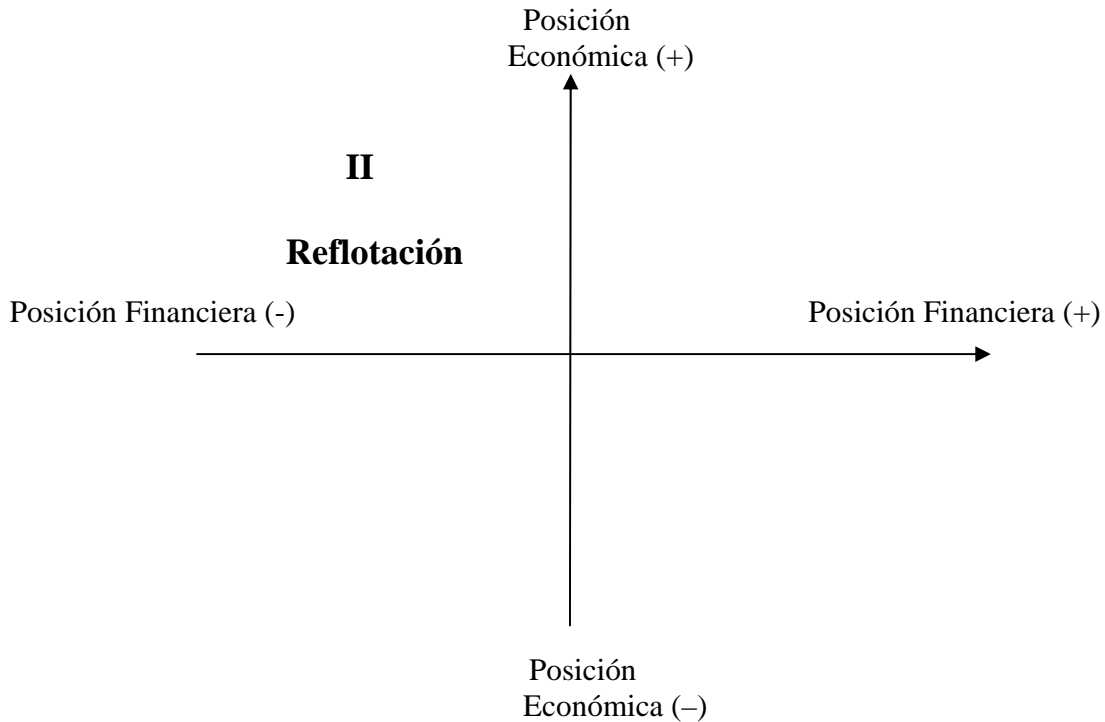 Posición
Económica (+)
II
Reflotación
Posición Financiera (-)
Posición Financiera (+)
Posición
Económica (–)